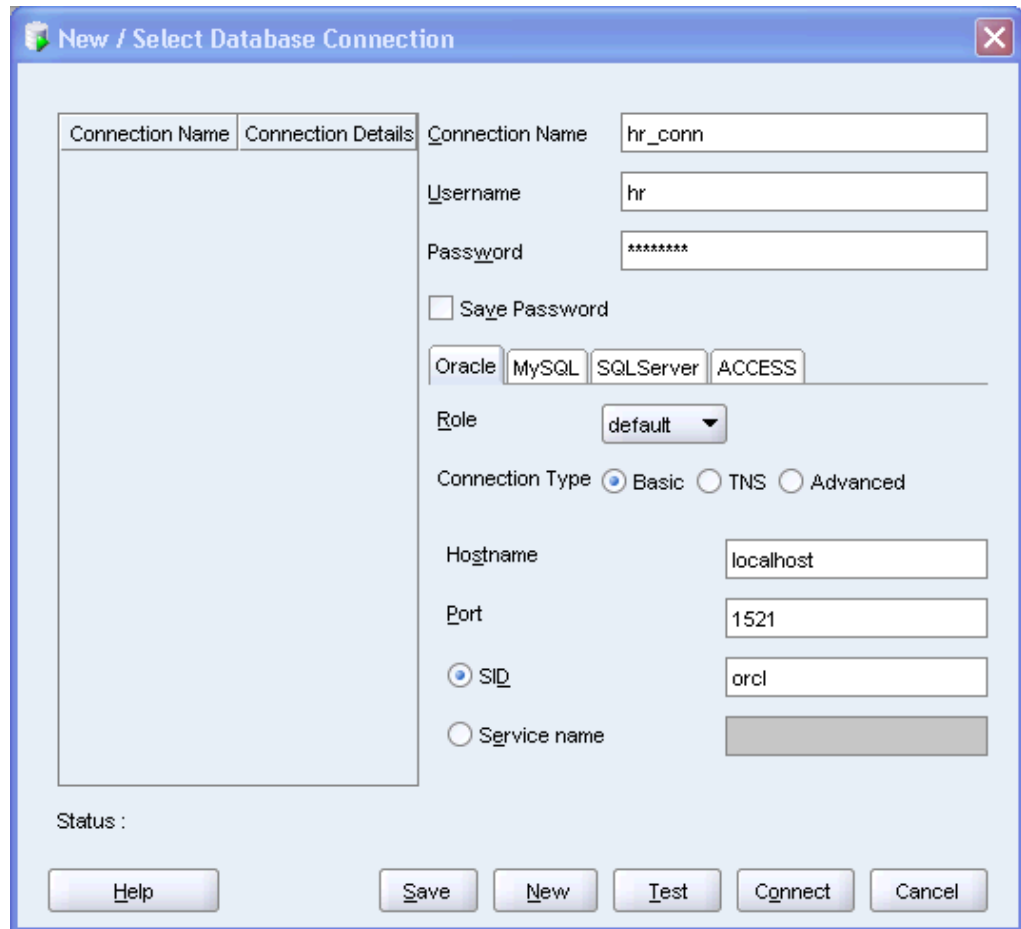 New / Select Database Connection
Connection Name Connection Details
Connection Name hr_conn
Username hr
Password ********
Save Password
Oracle MySQL SQLServer ACCESS
Role default
Connection Type Basic TNS Advanced
Hostname localhost
Port 1521
SID orcl
Service name
Status :
Help Save New Test Connect Cancel